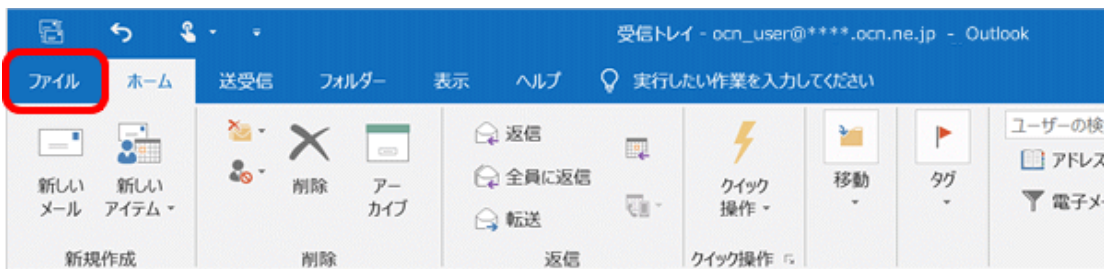 受信トレイ - ocn_user@****.ocn.ne.jp - Outlook
ファイル ホーム 送受信 フォルダー 表示 ヘルプ 実行したい作業を入力してください
新しい
メール
新しい
アイテム
新規作成
削除
アー
カイブ
削除
返信
全員に返信
転送
返信
クイック
操作
クイック操作
移動
タグ
ユーザーの検
アドレス
電子メー